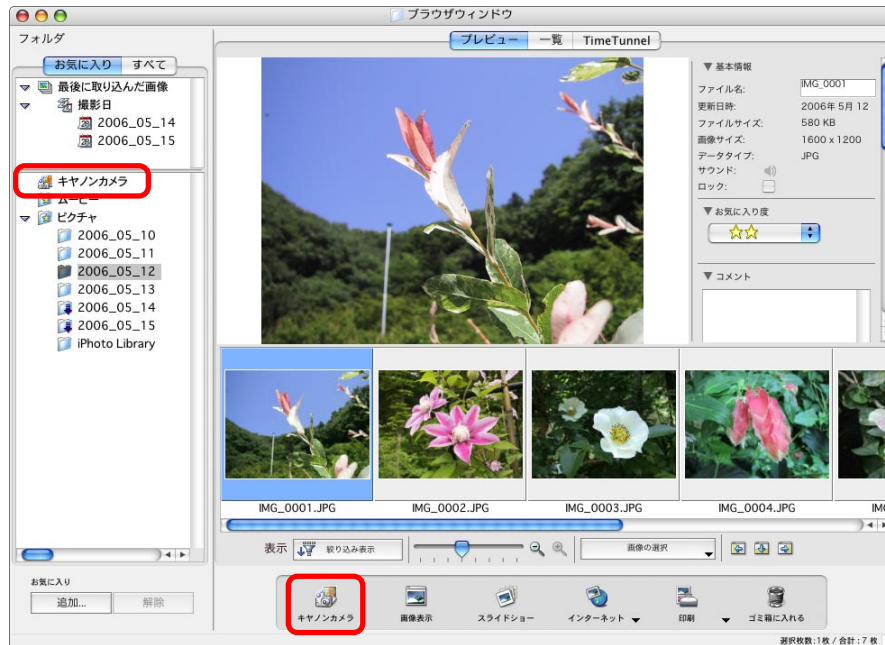 ブラウザウィンドウ
フォルダ
お気に入り すべて
最後に取り込んだ画像
撮影日
2006_05_14
2006_05_15
キヤノンカメラ
ムービー
ピクチャ
2006_05_10
2006_05_11
2006_05_12
2006_05_13
2006_05_14
2006_05_15
iPhoto Library
お気に入り
追加... 解除
プレビュー 一覧 TimeTunnel
基本情報
ファイル名: IMG_0001
更新日時: 2006年 5月 12
ファイルサイズ: 580 KB
画像サイズ: 1600 x 1200
データタイプ: JPG
サウンド:
ロック:
お気に入り度
コメント
IMG_0001.JPG IMG_0002.JPG IMG_0003.JPG IMG_0004.JPG IM
表示 絞り込み表示 画像の選択
キヤノンカメラ 画像表示 スライドショー インターネット 印刷 ゴミ箱に入れる
選択枚数:1枚 / 合計:7 枚